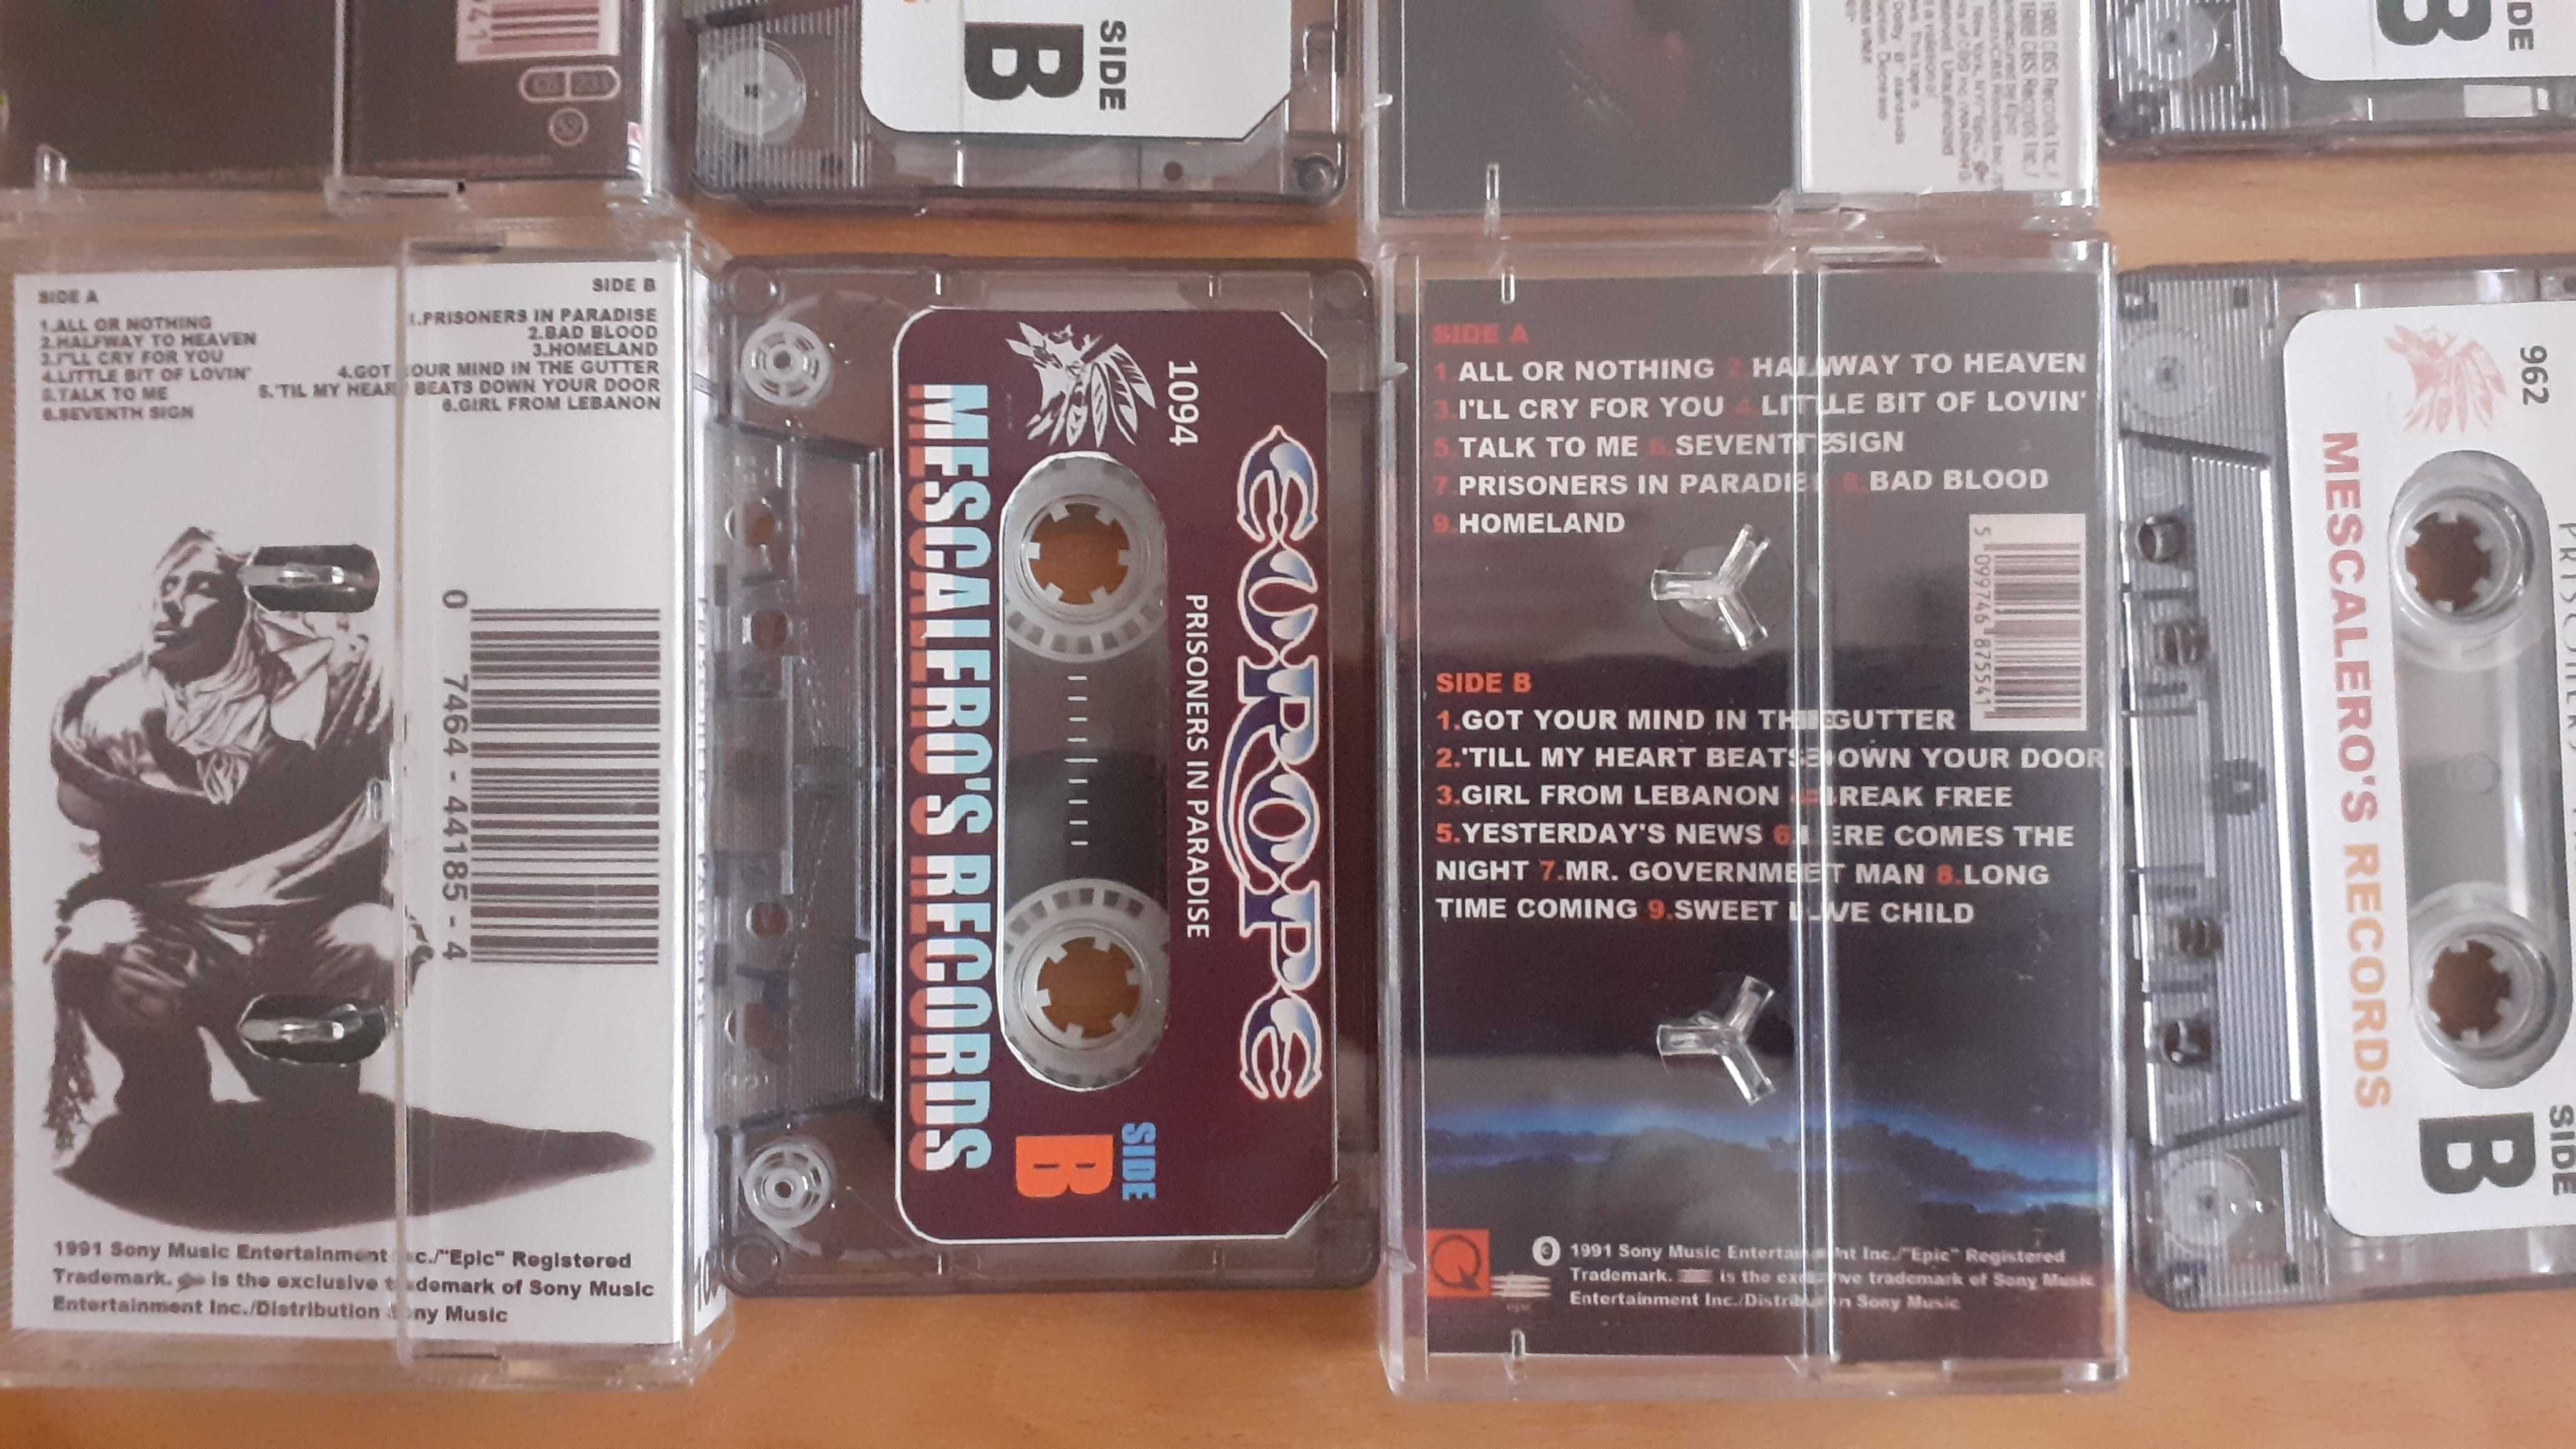 41
SIDE
B
1988 CBS Records Inc./
SIDE A
1.ALL OR NOTHING
2.HALFWAY TO HEAVEN
3.I'LL CRY FOR YOU
4.LITTLE BIT OF LOVIN'
5.TALK TO ME
6.SEVENTH SIGN
SIDE B
1.PRISONERS IN PARADISE
2.BAD BLOOD
3.HOMELAND
4.GOT YOUR MIND IN THE GUTTER
5.'TIL MY HEART BEATS DOWN YOUR DOOR
6.GIRL FROM LEBANON
0 7464 - 44185 - 4
1991 Sony Music Entertainment Inc./"Epic" Registered
Trademark. is the exclusive trademark of Sony Music
Entertainment Inc./Distribution Sony Music
1094
EUROPE
PRISONERS IN PARADISE
MESCALERO'S RECORDS
SIDE
B
SIDE A
1.ALL OR NOTHING 2.HALFWAY TO HEAVEN
3.I'LL CRY FOR YOU 4.LITTLE BIT OF LOVIN'
5.TALK TO ME 6.SEVENTH SIGN
7.PRISONERS IN PARADISE 8.BAD BLOOD
9.HOMELAND
5 099746 875541
SIDE B
1.GOT YOUR MIND IN THE GUTTER
2.'TILL MY HEART BEATS DOWN YOUR DOOR
3.GIRL FROM LEBANON 4.BREAK FREE
5.YESTERDAY'S NEWS 6.HERE COMES THE
NIGHT 7.MR. GOVERNMENT MAN 8.LONG
TIME COMING 9.SWEET LOVE CHILD
© 1991 Sony Music Entertainment Inc./"Epic" Registered
Trademark. is the exclusive trademark of Sony Music
Entertainment Inc./Distribution Sony Music
epic
DE
B
962
MESCALERO'S RECORDS
SIDE
B